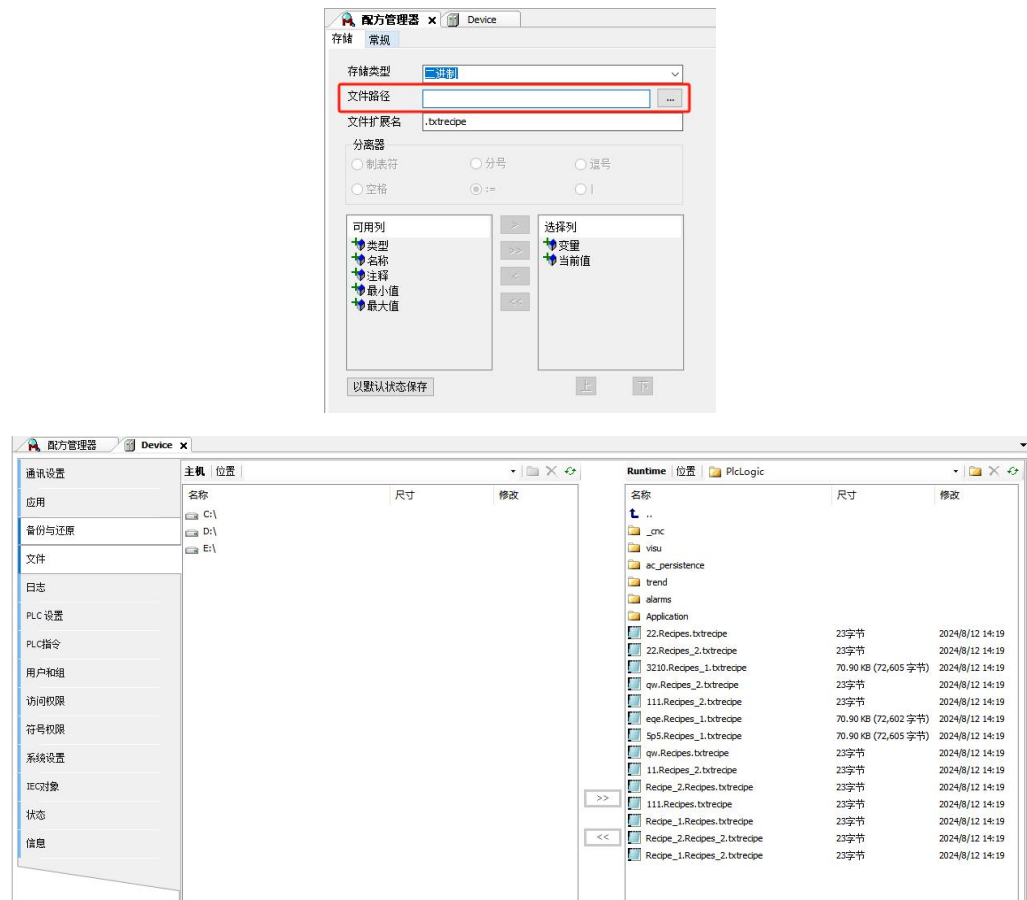 配方管理器 Device
存储 常规
存储类型 二进制
文件路径 ...
文件扩展名 .txtrecipe
分离器
制表符 分号 逗号
空格 := |
可用列 > 选择列
类型 变量
名称 >> 当前值
注释 <
最小值
最大值 <<
以默认状态保存 上 下
配方管理器 Device
通讯设置
应用
备份与还原
文件
日志
PLC 设置
PLC指令
用户和组
访问权限
符号权限
系统设置
IEC对象
状态
信息
主机 位置
名称 尺寸 修改
C:\
D:\
E:\
>>
<<
Runtime 位置 PlcLogic
名称 尺寸 修改
..
_cnc
visu
ac_persistence
trend
alarms
Application
22.Recipes.txtrecipe 23字节 2024/8/12 14:19
22.Recipes_2.txtrecipe 23字节 2024/8/12 14:19
3210.Recipes_1.txtrecipe 70.90 KB (72,605 字节) 2024/8/12 14:19
qw.Recipes_2.txtrecipe 23字节 2024/8/12 14:19
111.Recipes_2.txtrecipe 23字节 2024/8/12 14:19
eqe.Recipes_1.txtrecipe 70.90 KB (72,602 字节) 2024/8/12 14:19
5p5.Recipes_1.txtrecipe 70.90 KB (72,605 字节) 2024/8/12 14:19
qw.Recipes.txtrecipe 23字节 2024/8/12 14:19
11.Recipes_2.txtrecipe 23字节 2024/8/12 14:19
Recipe_2.Recipes.txtrecipe 23字节 2024/8/12 14:19
111.Recipes.txtrecipe 23字节 2024/8/12 14:19
Recipe_1.Recipes.txtrecipe 23字节 2024/8/12 14:19
Recipe_2.Recipes_2.txtrecipe 23字节 2024/8/12 14:19
Recipe_1.Recipes_2.txtrecipe 23字节 2024/8/12 14:19